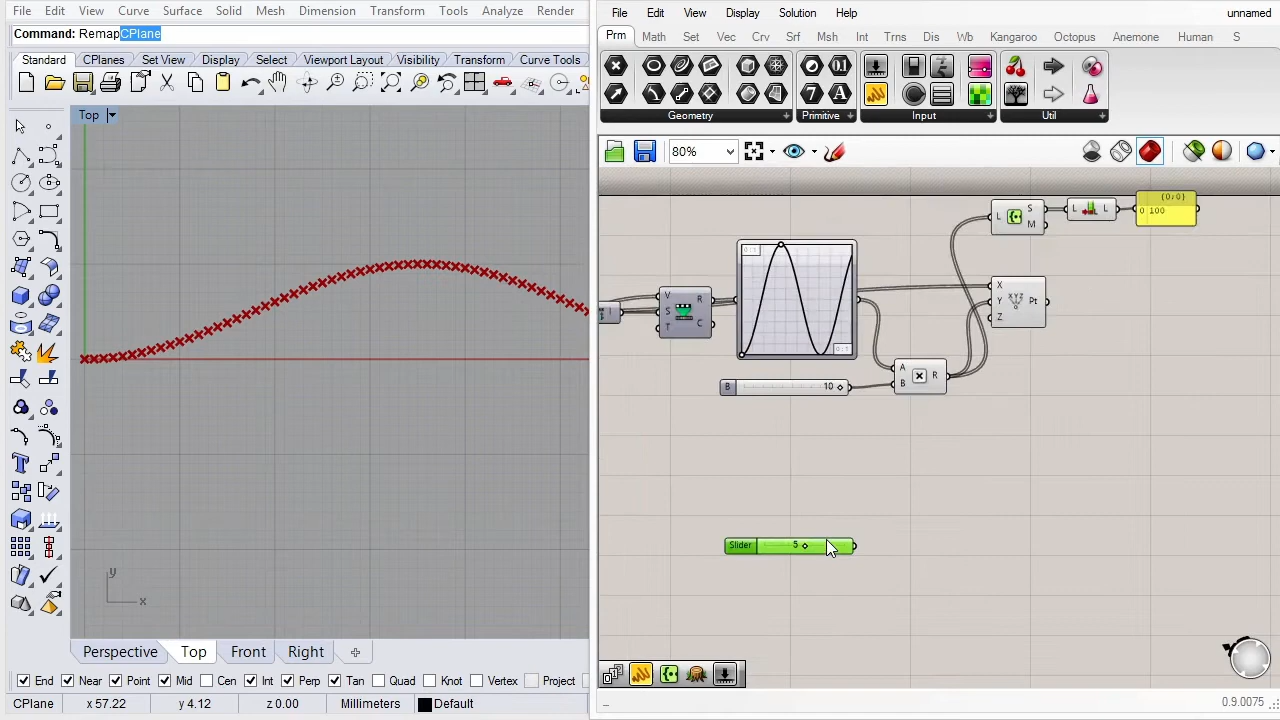 File Edit View Curve Surface Solid Mesh Dimension Transform Tools Analyze Render
Command: RemapCPlane
Standard CPlanes Set View Display Select Viewport Layout Visibility Transform Curve Tools
Top
y
x
Perspective Top Front Right
End Near Point Mid Cen Int Perp Tan Quad Knot Vertex Project
CPlane x 57.22 y 4.12 z 0.00 Millimeters Default
File Edit View Display Solution Help unnamed
Prm Math Set Vec Crv Srf Msh Int Trns Dis Wb Kangaroo Octopus Anemone Human S
Geometry Primitive Input Util
80%
{0;0}
0 100
L S M
L L
V S T R C
X Y Z Pt
A B R
B 10
Slider 5
0.9.0075